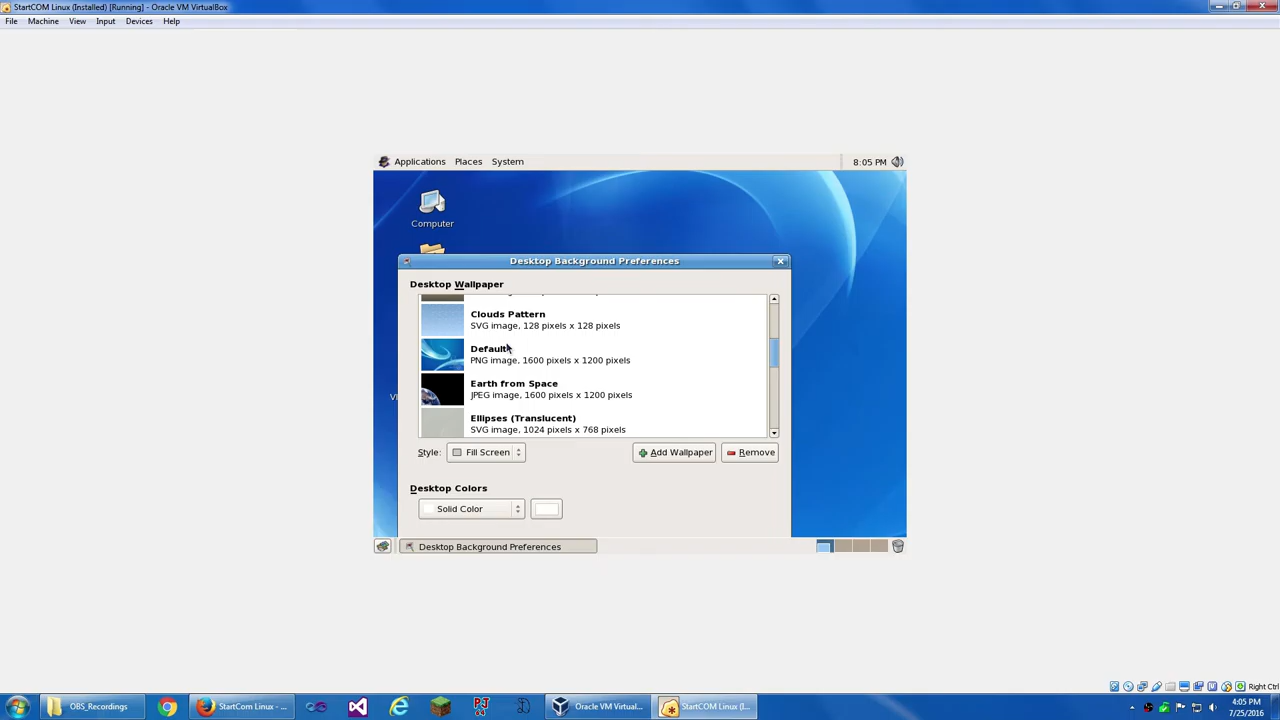 StartCOM Linux (Installed) [Running] - Oracle VM VirtualBox
File Machine View Input Devices Help
Applications Places System 8:05 PM
Computer
Desktop Background Preferences
Desktop Wallpaper
Clouds Pattern
SVG image, 128 pixels x 128 pixels
Default
PNG image, 1600 pixels x 1200 pixels
Earth from Space
JPEG image, 1600 pixels x 1200 pixels
Ellipses (Translucent)
SVG image, 1024 pixels x 768 pixels
Style: Fill Screen Add Wallpaper Remove
Desktop Colors
Solid Color
Desktop Background Preferences
Right Ctrl
OBS_Recordings StartCom Linux - ... Oracle VM Virtual... StartCOM Linux (I...
4:05 PM
7/25/2016